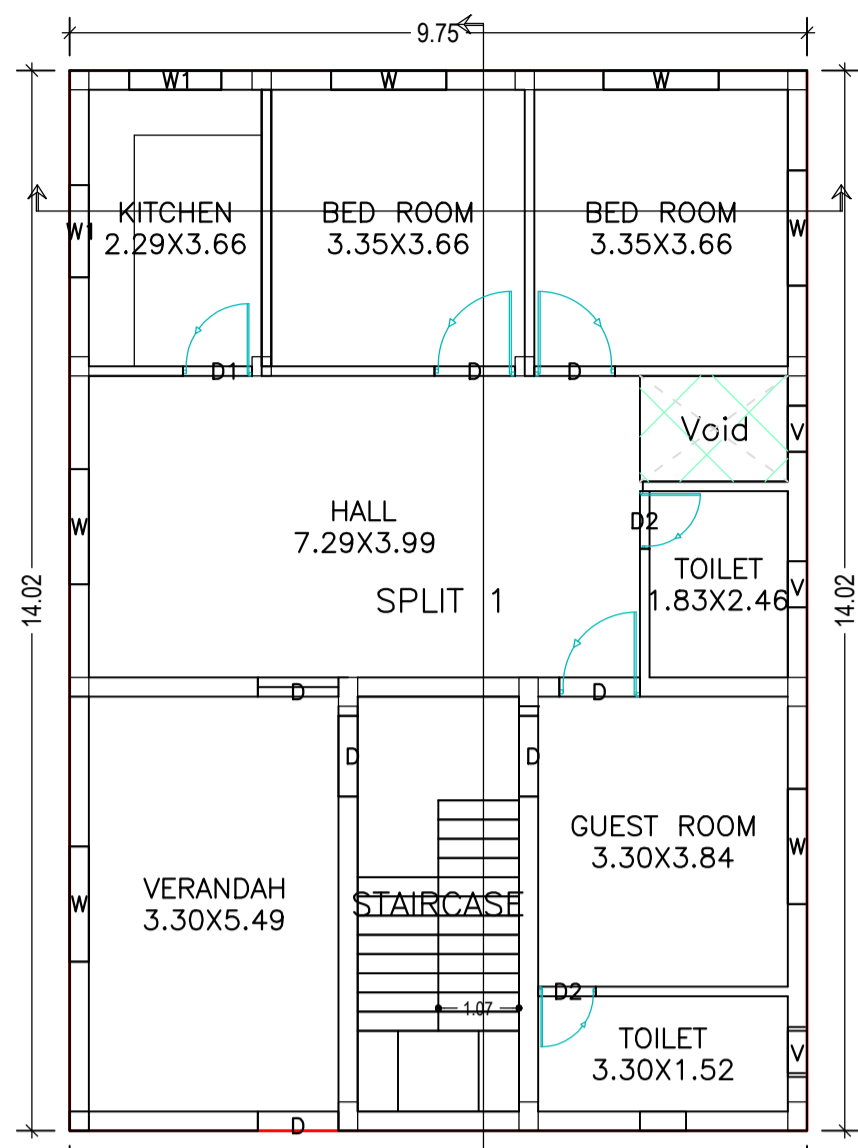 9.75
W1
W
W
KITCHEN
2.29X3.66
BED ROOM
3.35X3.66
BED ROOM
3.35X3.66
W1
W
D1
D
D
Void
V
HALL
7.29X3.99
W
D2
TOILET
1.83X2.46
V
SPLIT 1
14.02
14.02
D
D
D
D
GUEST ROOM
3.30X3.84
W
VERANDAH
3.30X5.49
W
STAIRCASE
1.07
D2
TOILET
3.30X1.52
V
D